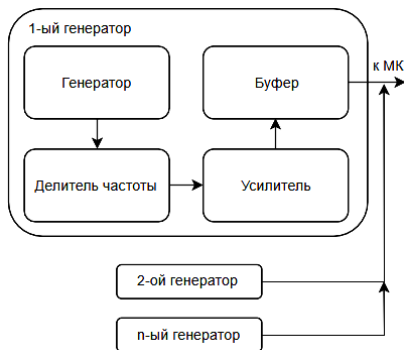 1-ый генератор
Генератор
Буфер
к МК
Делитель частоты
Усилитель
2-ой генератор
n-ый генератор